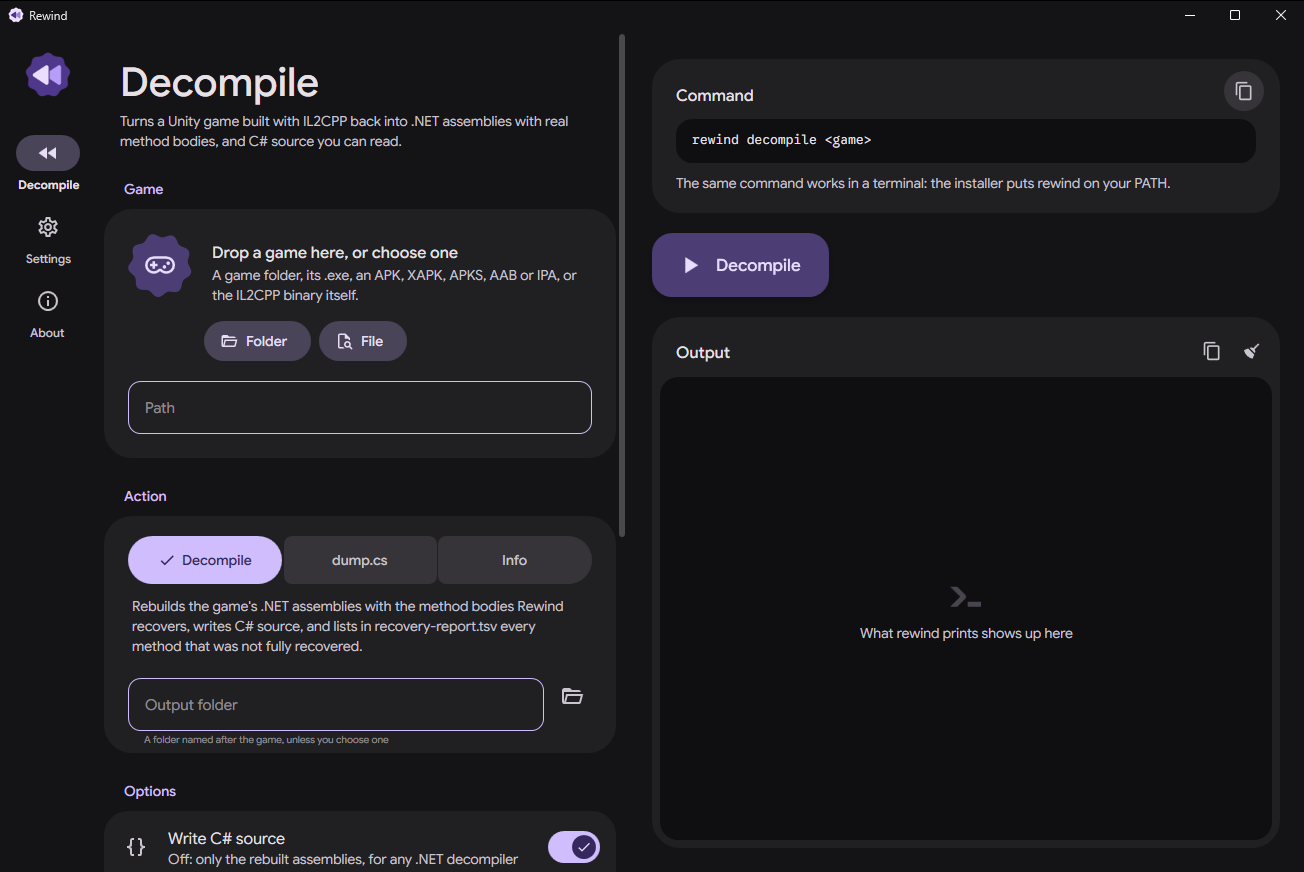 Rewind
Decompile
Settings
About
Decompile
Turns a Unity game built with IL2CPP back into .NET assemblies with real
method bodies, and C# source you can read.
Game
Drop a game here, or choose one
A game folder, its .exe, an APK, XAPK, APKS, AAB or IPA, or
the IL2CPP binary itself.
Folder
File
Path
Action
Decompile
dump.cs
Info
Rebuilds the game's .NET assemblies with the method bodies Rewind
recovers, writes C# source, and lists in recovery-report.tsv every
method that was not fully recovered.
Output folder
A folder named after the game, unless you choose one
Options
{}
Write C# source
Off: only the rebuilt assemblies, for any .NET decompiler
Command
rewind decompile <game>
The same command works in a terminal: the installer puts rewind on your PATH.
Decompile
Output
What rewind prints shows up here